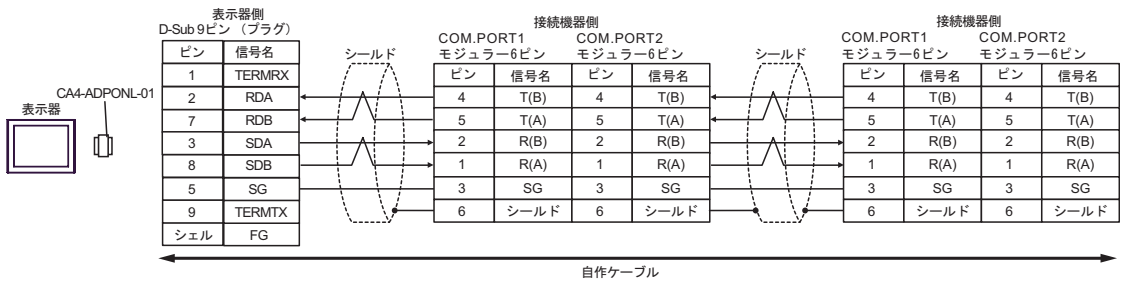 表示器
CA4-ADPONL-01
表示器側
D-Sub 9ピン （プラグ）
ピン 信号名
1 TERMRX
2 RDA
7 RDB
3 SDA
8 SDB
5 SG
9 TERMTX
シェル FG
シールド
接続機器側
COM.PORT1 COM.PORT2
モジュラー6ピン モジュラー6ピン
ピン 信号名 ピン 信号名
4 T(B) 4 T(B)
5 T(A) 5 T(A)
2 R(B) 2 R(B)
1 R(A) 1 R(A)
3 SG 3 SG
6 シールド 6 シールド
シールド
接続機器側
COM.PORT1 COM.PORT2
モジュラー6ピン モジュラー6ピン
ピン 信号名 ピン 信号名
4 T(B) 4 T(B)
5 T(A) 5 T(A)
2 R(B) 2 R(B)
1 R(A) 1 R(A)
3 SG 3 SG
6 シールド 6 シールド
自作ケーブル